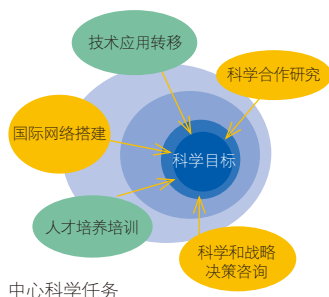 技术应用转移
科学合作研究
国际网络搭建
科学目标
人才培养培训
科学和战略
决策咨询
中心科学任务